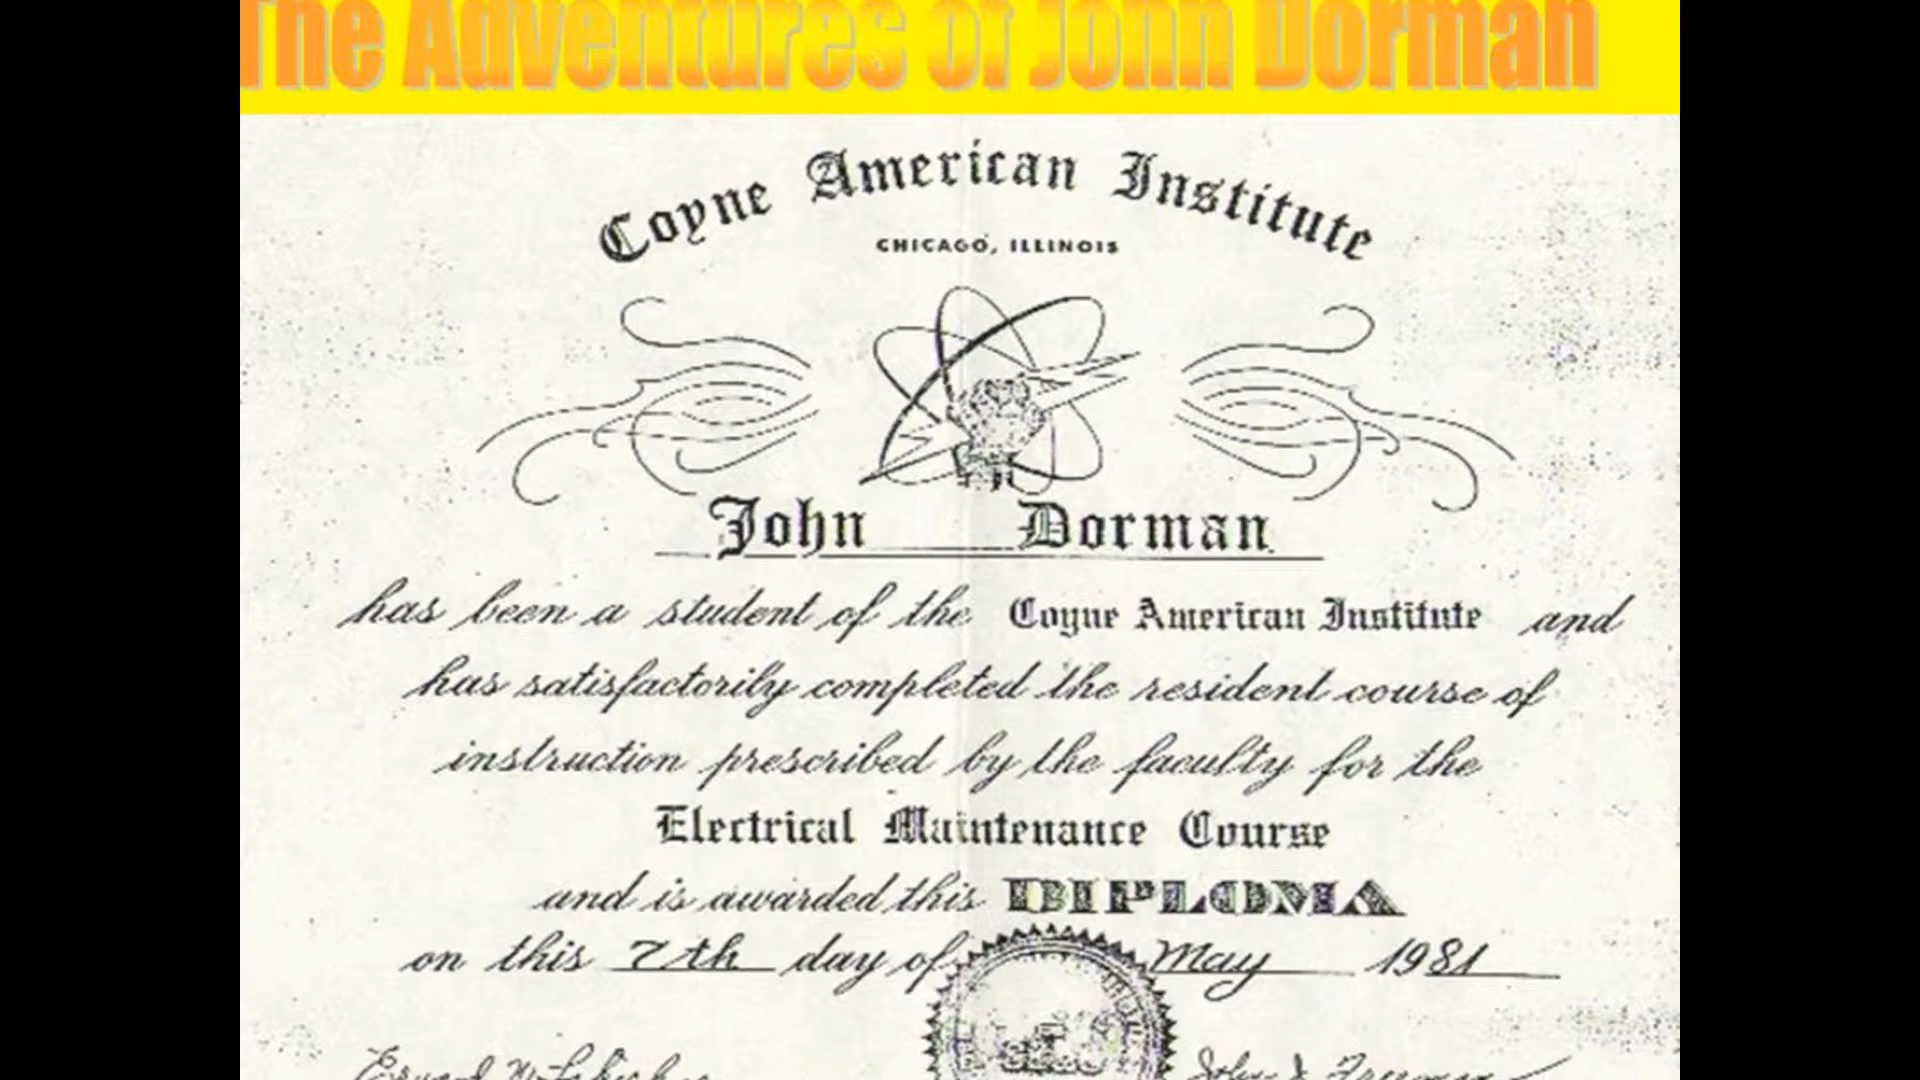 The Adventures of John Dorman
Coyne American Institute
CHICAGO, ILLINOIS
John Dorman
has been a student of the Coyne American Institute and
has satisfactorily completed the resident course of
instruction prescribed by the faculty for the
Electrical Maintenance Course
and is awarded this DIPLOMA
on this 7th day of May 1981